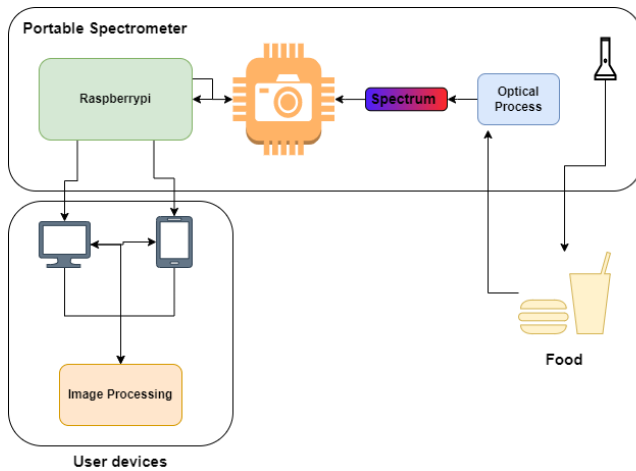 Portable Spectrometer
Raspberrypi
Spectrum
Optical
Process
Food
Image Processing
User devices